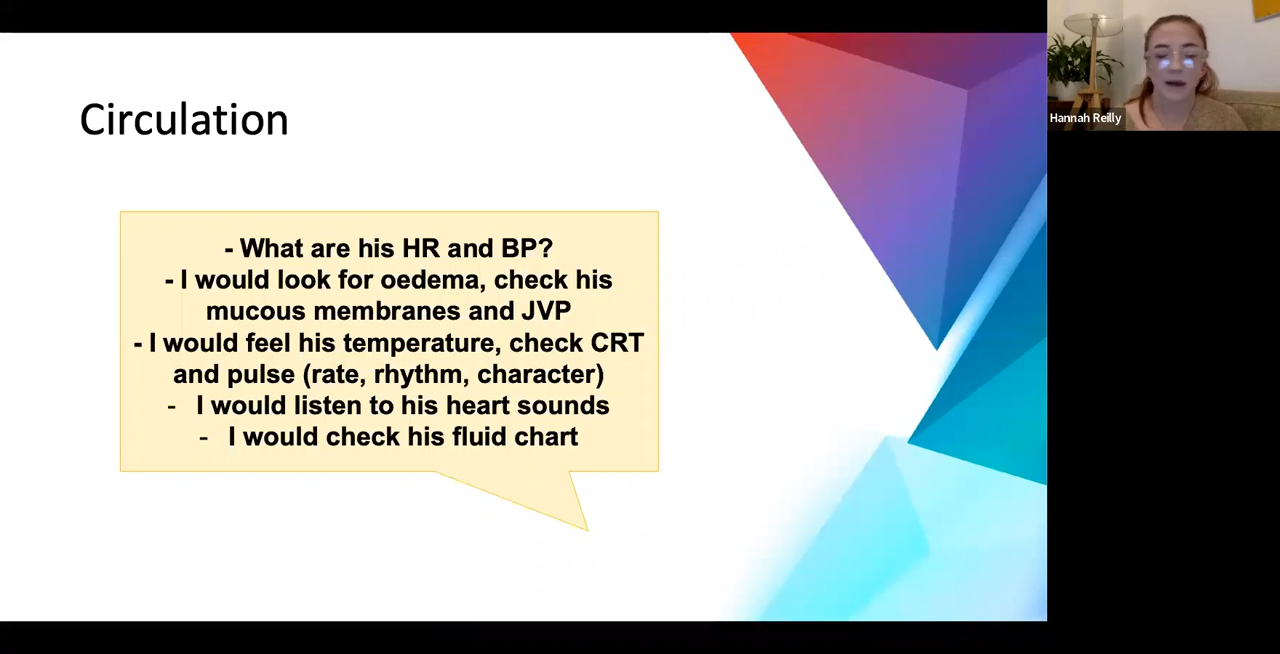 Circulation
- What are his HR and BP?
- I would look for oedema, check his
mucous membranes and JVP
- I would feel his temperature, check CRT
and pulse (rate, rhythm, character)
- I would listen to his heart sounds
- I would check his fluid chart
Hannah Reilly